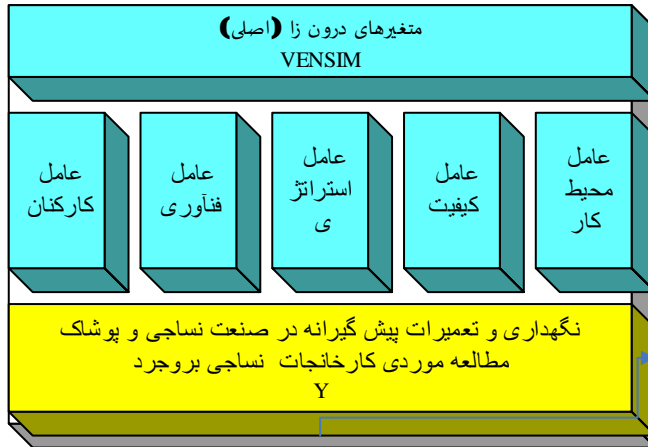 متغیرهای درون زا (اصلی)
VENSIM
عامل
محیط
کار
عامل
کیفیت
عامل
استراتژ
ی
عامل
فنآوری
عامل
کارکنان
نگهداری و تعمیرات پیش گیرانه در صنعت نساجی و پوشاک
مطالعه موردی کارخانجات نساجی بروجرد
Y